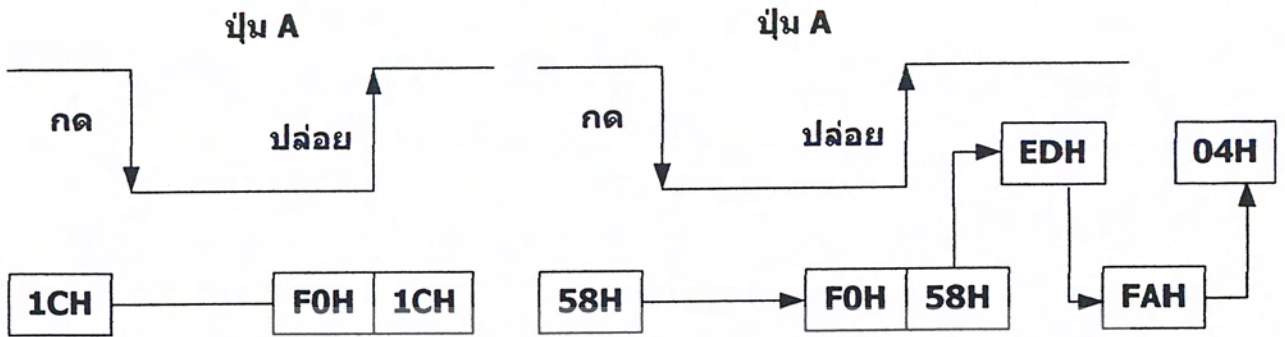 ปุ่ม A
กด
ปล่อย
1CH F0H 1CH
ปุ่ม A
กด
ปล่อย
EDH 04H
58H F0H 58H FAH